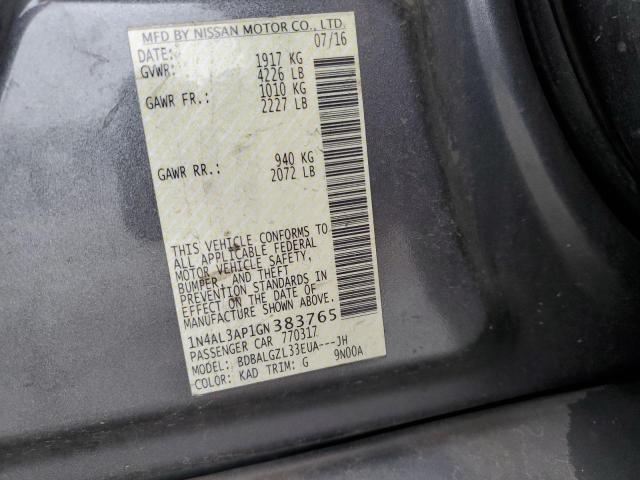 MFD BY NISSAN MOTOR CO., LTD.
DATE: 07/16
GVWR: 1917 KG
4226 LB
GAWR FR.: 1010 KG
2227 LB
GAWR RR.: 940 KG
2072 LB
THIS VEHICLE CONFORMS TO
ALL APPLICABLE FEDERAL
MOTOR VEHICLE SAFETY,
BUMPER, AND THEFT
PREVENTION STANDARDS IN
EFFECT ON THE DATE OF
MANUFACTURE SHOWN ABOVE.
1N4AL3AP1GN383765
PASSENGER CAR 770317
MODEL: BDBALGZL33EUA---JH
COLOR: KAD TRIM: G 9N00A